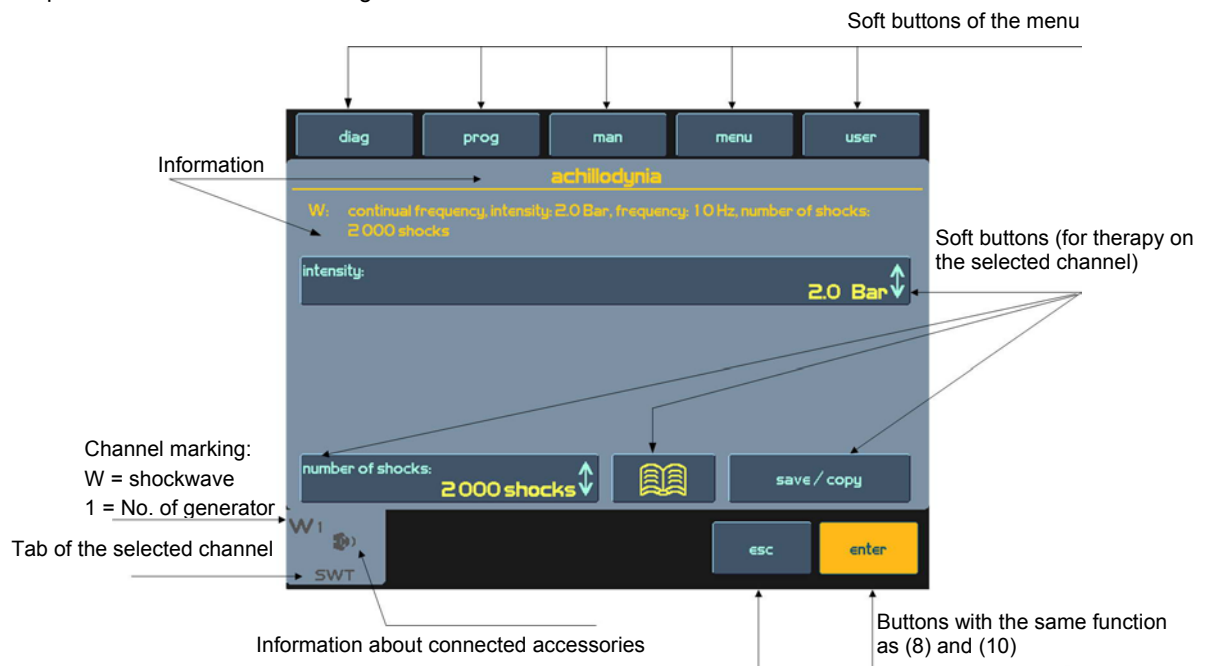 Soft buttons of the menu
diag
prog
man
menu
user
Information
achillodynia
W: continual frequency, intensity: 2.0 Bar, frequency: 10 Hz, number of shocks:
2 000 shocks
Soft buttons (for therapy on
the selected channel)
intensity:
2.0 Bar
Channel marking:
W = shockwave
1 = No. of generator
number of shocks:
2 000 shocks
save / copy
W 1
Tab of the selected channel
esc
enter
SWT
Information about connected accessories
Buttons with the same function
as (8) and (10)